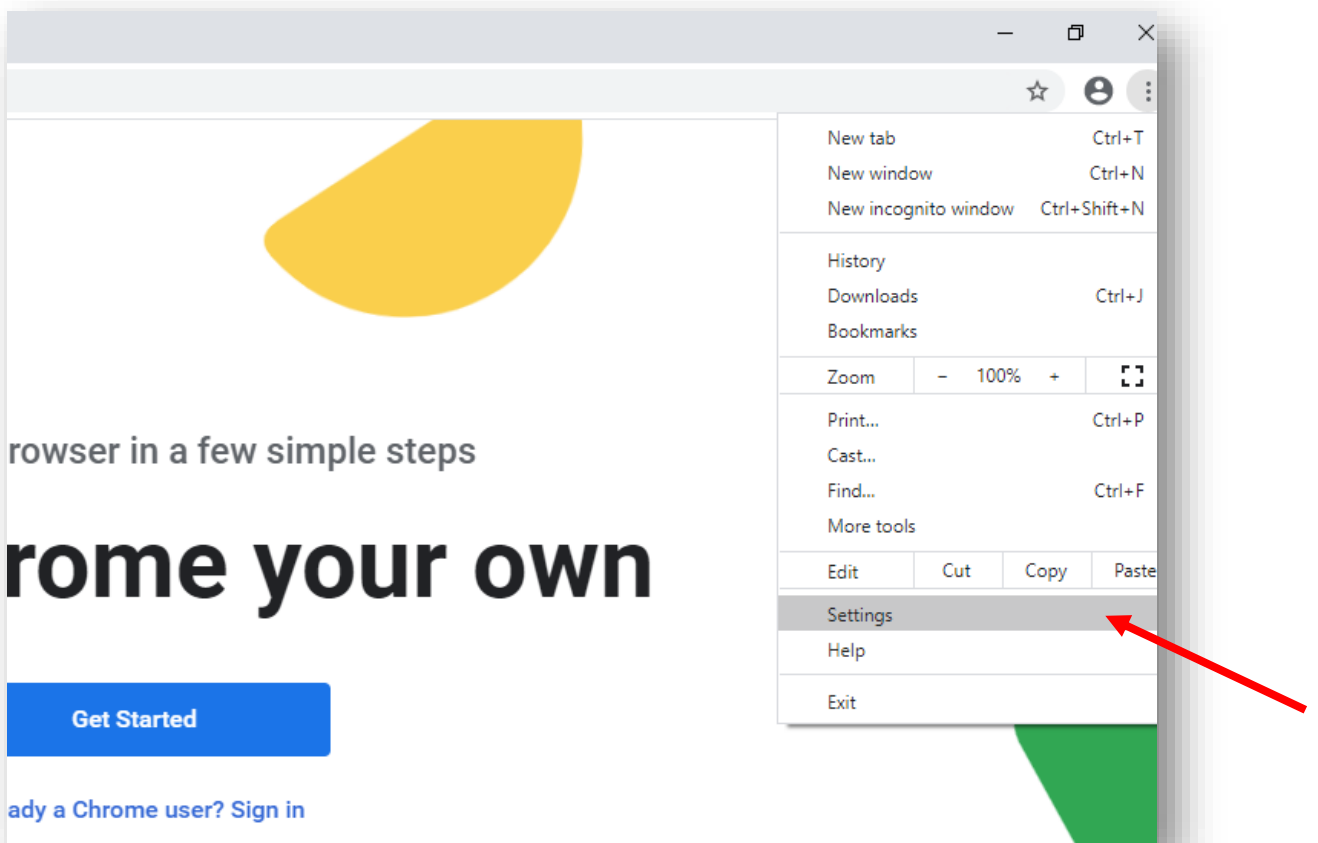 New tab Ctrl+T
New window Ctrl+N
New incognito window Ctrl+Shift+N
History
Downloads Ctrl+J
Bookmarks
Zoom - 100% +
Print... Ctrl+P
Cast...
Find... Ctrl+F
More tools
Edit Cut Copy Paste
Settings
Help
Exit
rowser in a few simple steps
rome your own
Get Started
ady a Chrome user? Sign in